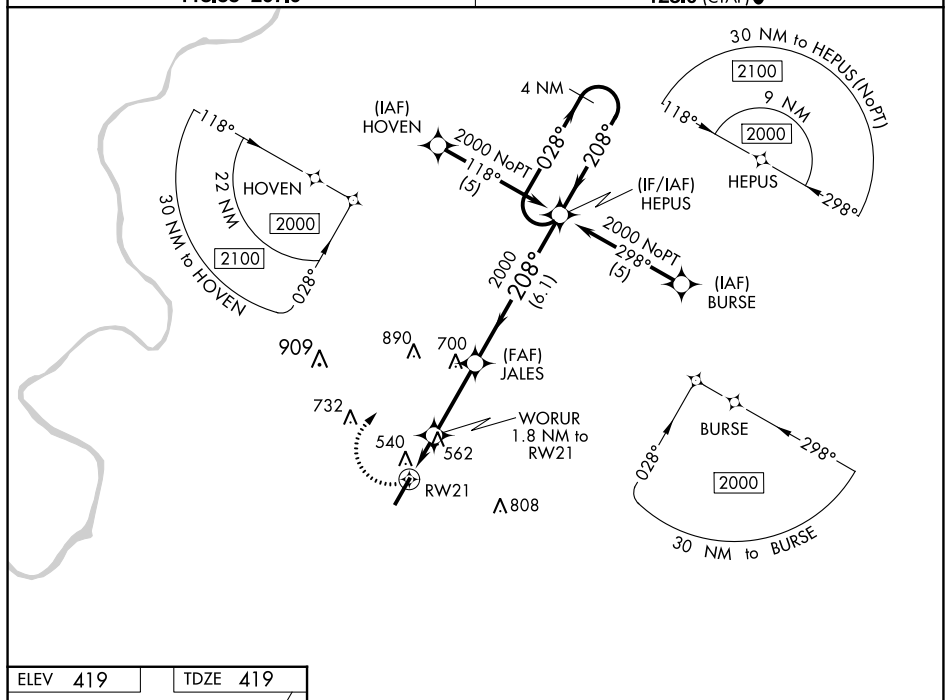 (CTAF)
30 NM to HEPUS (NoPT)
2100
9 NM
2000
118°
HEPUS
298°
4 NM
028°
208°
(IAF)
HOVEN
2000 NoPT
118°
(5)
(IF/IAF)
HEPUS
118°
HOVEN
22 NM
2000
2100
30 NM to HOVEN
028°
2000 NoPT
298°
(5)
(IAF)
BURSE
2000
208°
(6.1)
909
890
700
(FAF)
JALES
732
540
562
WORUR
1.8 NM to
RW21
RW21
808
BURSE
028°
298°
2000
30 NM to BURSE
ELEV 419
TDZE 419